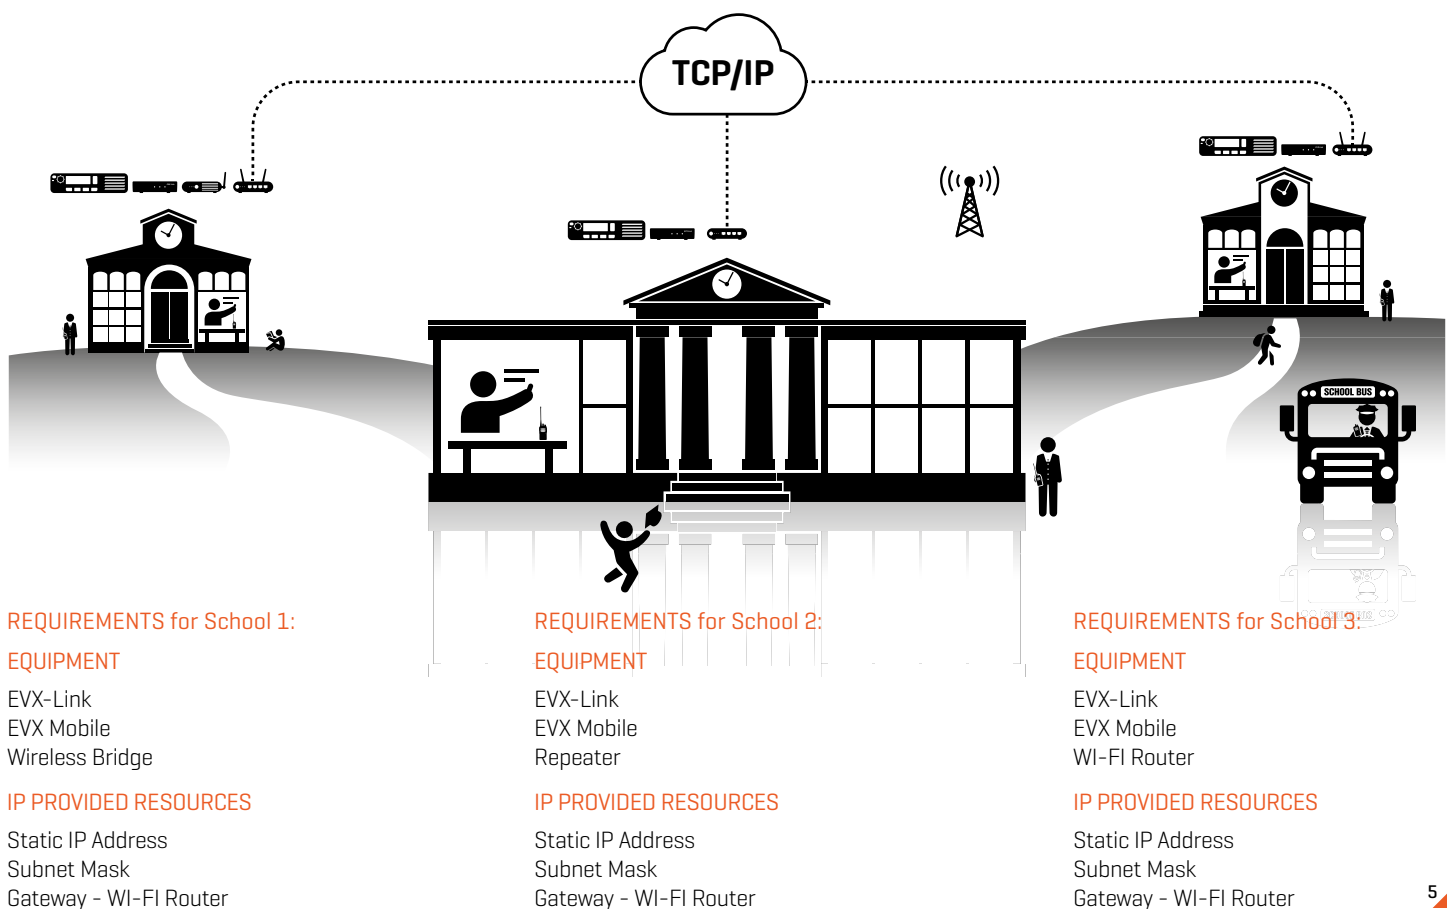 TCP/IP
SCHOOL BUS
REQUIREMENTS for School 1:
EQUIPMENT
EVX-Link
EVX Mobile
Wireless Bridge
IP PROVIDED RESOURCES
Static IP Address
Subnet Mask
Gateway - WI-FI Router
REQUIREMENTS for School 2:
EQUIPMENT
EVX-Link
EVX Mobile
Repeater
IP PROVIDED RESOURCES
Static IP Address
Subnet Mask
Gateway - WI-FI Router
REQUIREMENTS for School 3:
EQUIPMENT
EVX-Link
EVX Mobile
WI-FI Router
IP PROVIDED RESOURCES
Static IP Address
Subnet Mask
Gateway - WI-FI Router
5